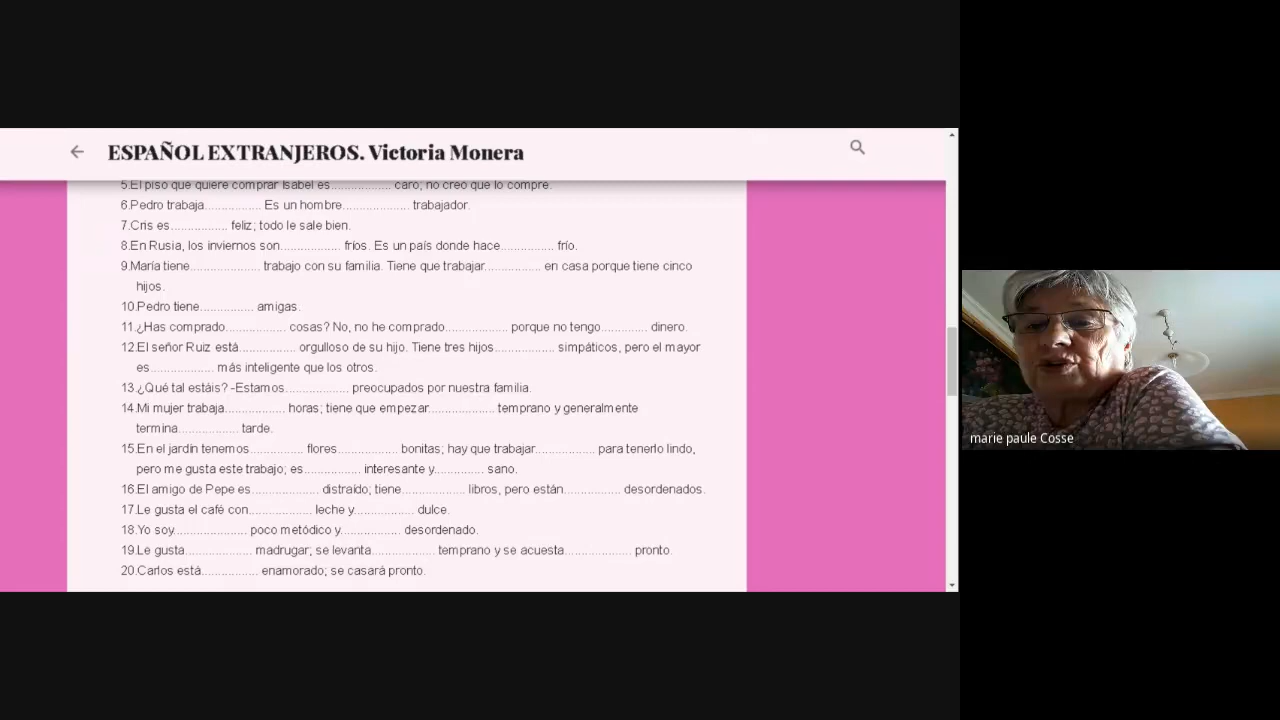 ESPAÑOL EXTRANJEROS. Victoria Monera
5.El piso que quiere comprar Isabel es.................. caro; no creo que lo compre.
6.Pedro trabaja................. Es un hombre.................... trabajador.
7.Cris es................. feliz; todo le sale bien.
8.En Rusia, los inviernos son.................. fríos. Es un país donde hace................ frío.
9.María tiene..................... trabajo con su familia. Tiene que trabajar................. en casa porque tiene cinco
hijos.
10.Pedro tiene................ amigas.
11.¿Has comprado.................. cosas? No, no he comprado................... porque no tengo.............. dinero.
12.El señor Ruiz está................. orgulloso de su hijo. Tiene tres hijos.................. simpáticos, pero el mayor
es................... más inteligente que los otros.
13.¿Qué tal estáis? -Estamos................... preocupados por nuestra familia.
14.Mi mujer trabaja.................. horas; tiene que empezar.................... temprano y generalmente
termina.................. tarde.
15.En el jardín tenemos................ flores.................. bonitas; hay que trabajar.................. para tenerlo lindo,
pero me gusta este trabajo; es................. interesante y............... sano.
16.El amigo de Pepe es.................... distraído; tiene................... libros, pero están................. desordenados.
17.Le gusta el café con................... leche y.................. dulce.
18.Yo soy...................... poco metódico y.................. desordenado.
19.Le gusta.................... madrugar; se levanta................... temprano y se acuesta.................... pronto.
20.Carlos está................. enamorado; se casará pronto.
marie paule Cosse